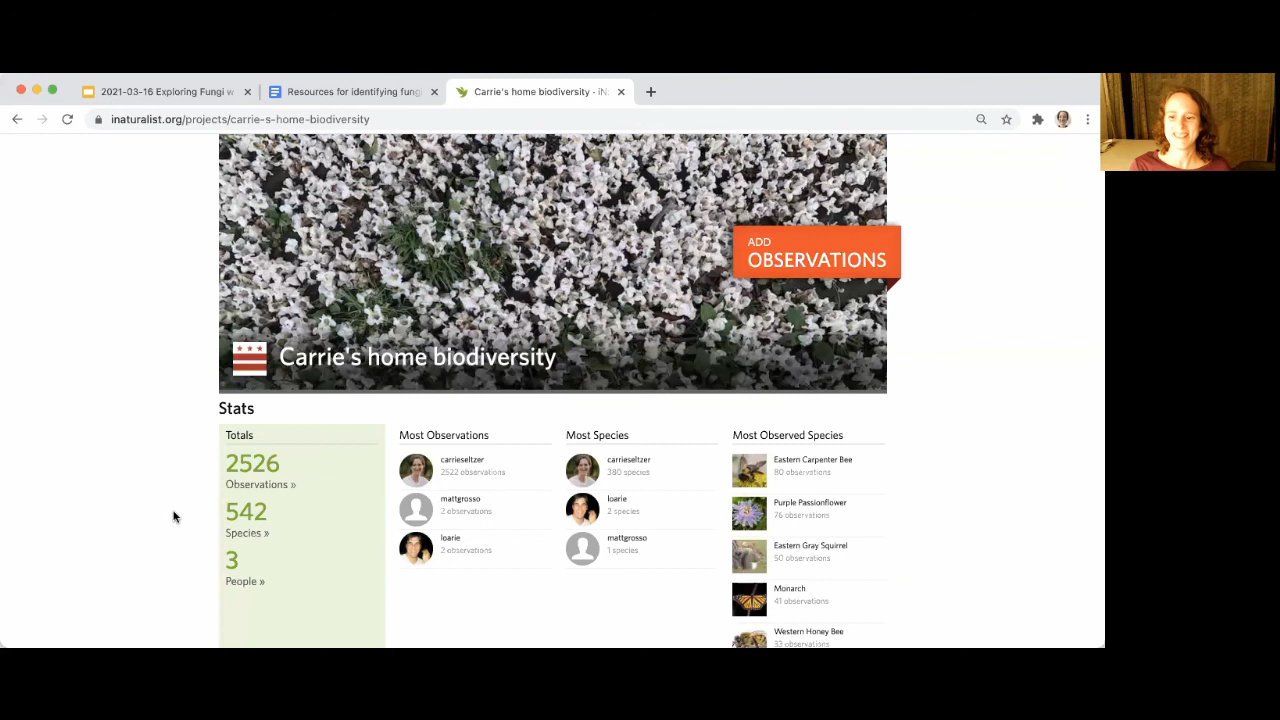 2021-03-16 Exploring Fungi w
Resources for identifying fungi
Carrie's home biodiversity · iN
inaturalist.org/projects/carrie-s-home-biodiversity
ADD
OBSERVATIONS
Carrie's home biodiversity
Stats
Totals
2526
Observations »
542
Species »
3
People »
Most Observations
carrieseltzer
2522 observations
mattgrosso
2 observations
loarie
2 observations
Most Species
carrieseltzer
380 species
loarie
2 species
mattgrosso
1 species
Most Observed Species
Eastern Carpenter Bee
80 observations
Purple Passionflower
76 observations
Eastern Gray Squirrel
50 observations
Monarch
41 observations
Western Honey Bee
33 observations